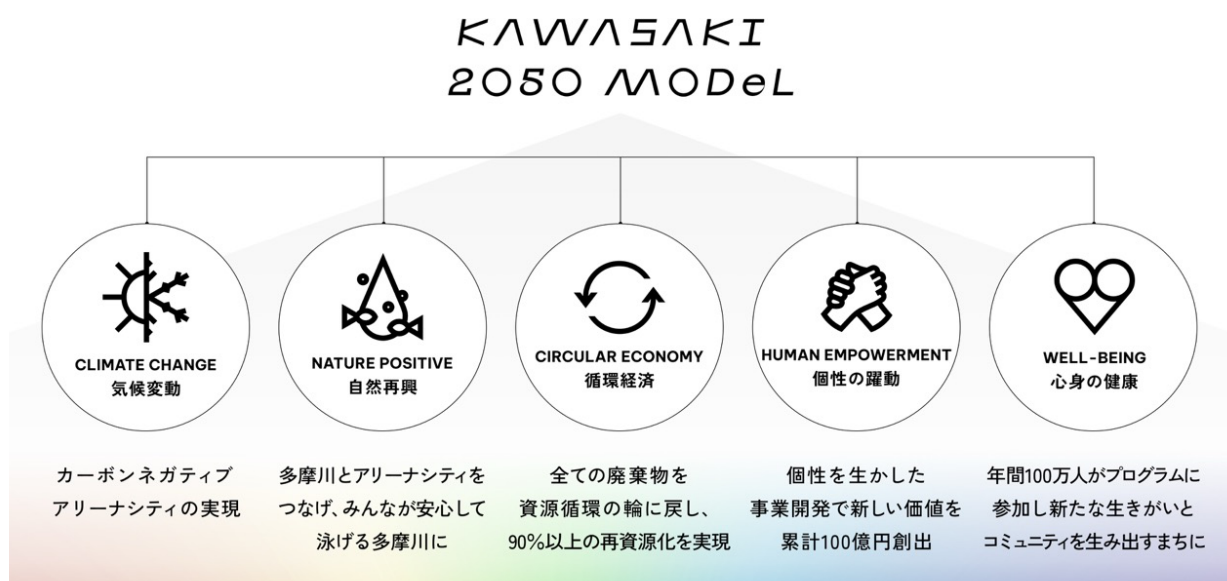 KAWASAKI
2050 MODeL
CLIMATE CHANGE
気候変動
NATURE POSITIVE
自然再興
CIRCULAR ECONOMY
循環経済
HUMAN EMPOWERMENT
個性の躍動
WELL-BEING
心身の健康
カーボンネガティブ
アリーナシティの実現
多摩川とアリーナシティを
つなげ、みんなが安心して
泳げる多摩川に
全ての廃棄物を
資源循環の輪に戻し、
90%以上の再資源化を実現
個性を生かした
事業開発で新しい価値を
累計100億円創出
年間100万人がプログラムに
参加し新たな生きがいと
コミュニティを生み出すまちに